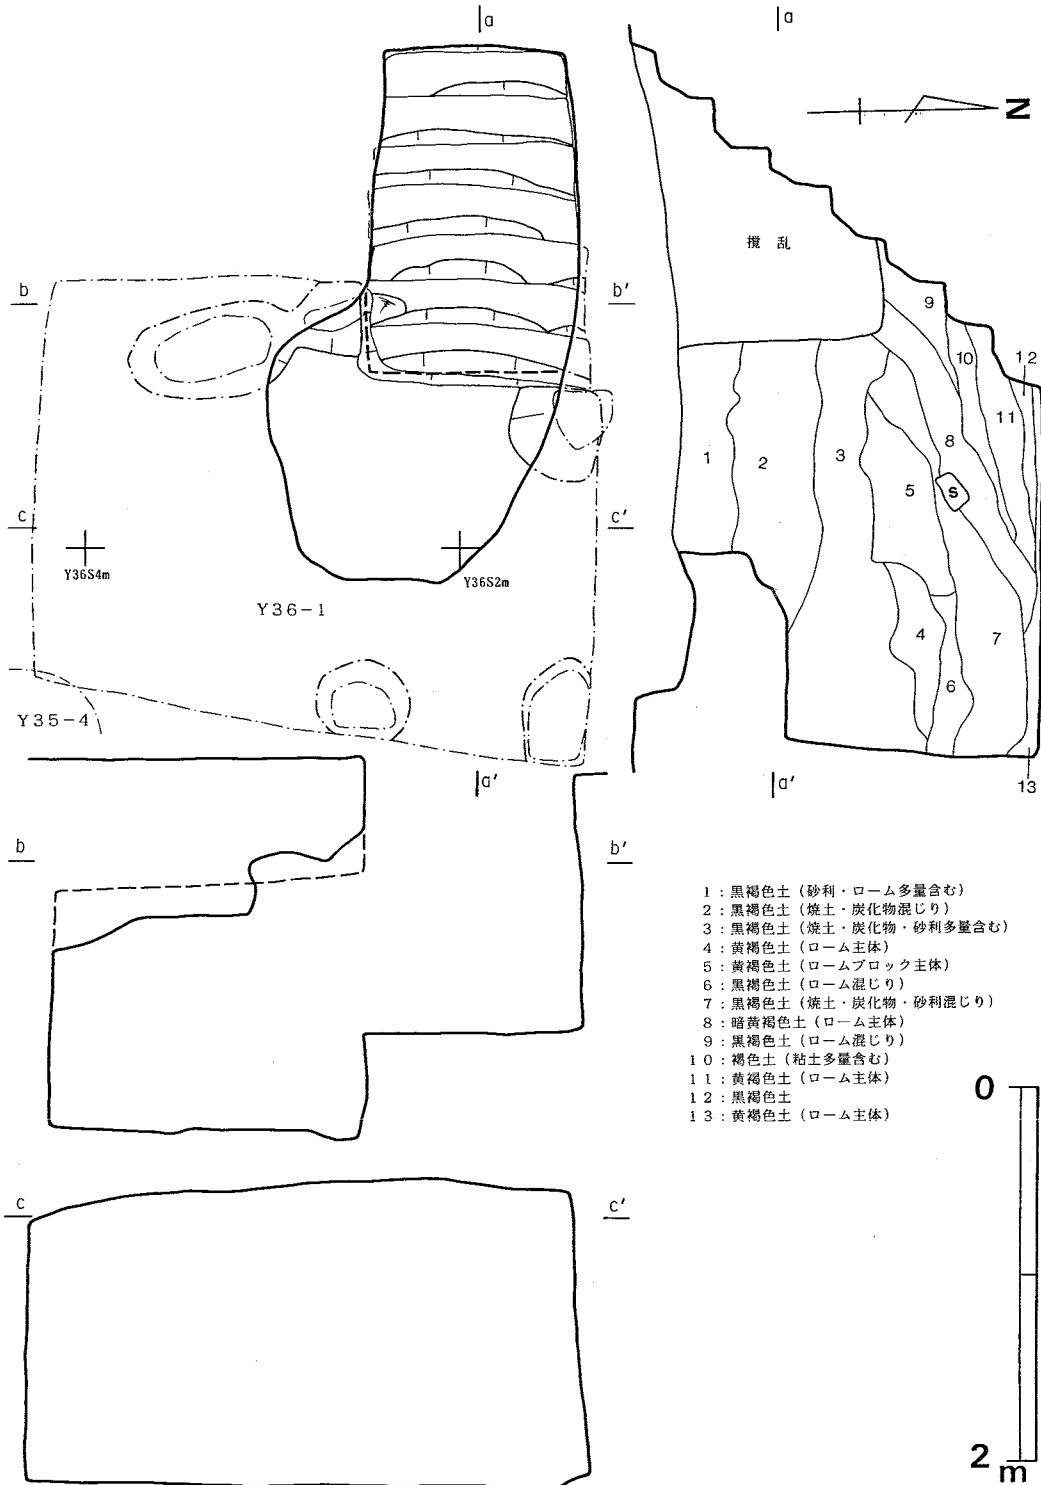 a
a
N
攪乱
b
b'
9
10
12
11
8
1
2
3
5
S
c
c'
Y36S4m
Y36S2m
Y36-1
4
7
6
Y35-4
a'
a'
13
b
b'
1：黒褐色土（砂利・ローム多量含む）
2：黒褐色土（焼土・炭化物混じり）
3：黒褐色土（焼土・炭化物・砂利多量含む）
4：黄褐色土（ローム主体）
5：黄褐色土（ロームブロック主体）
6：黒褐色土（ローム混じり）
7：黒褐色土（焼土・炭化物・砂利混じり）
8：暗黄褐色土（ローム主体）
9：黒褐色土（ローム混じり）
10：褐色土（粘土多量含む）
11：黄褐色土（ローム主体）
12：黒褐色土
13：黄褐色土（ローム主体）
0
c
c'
2m